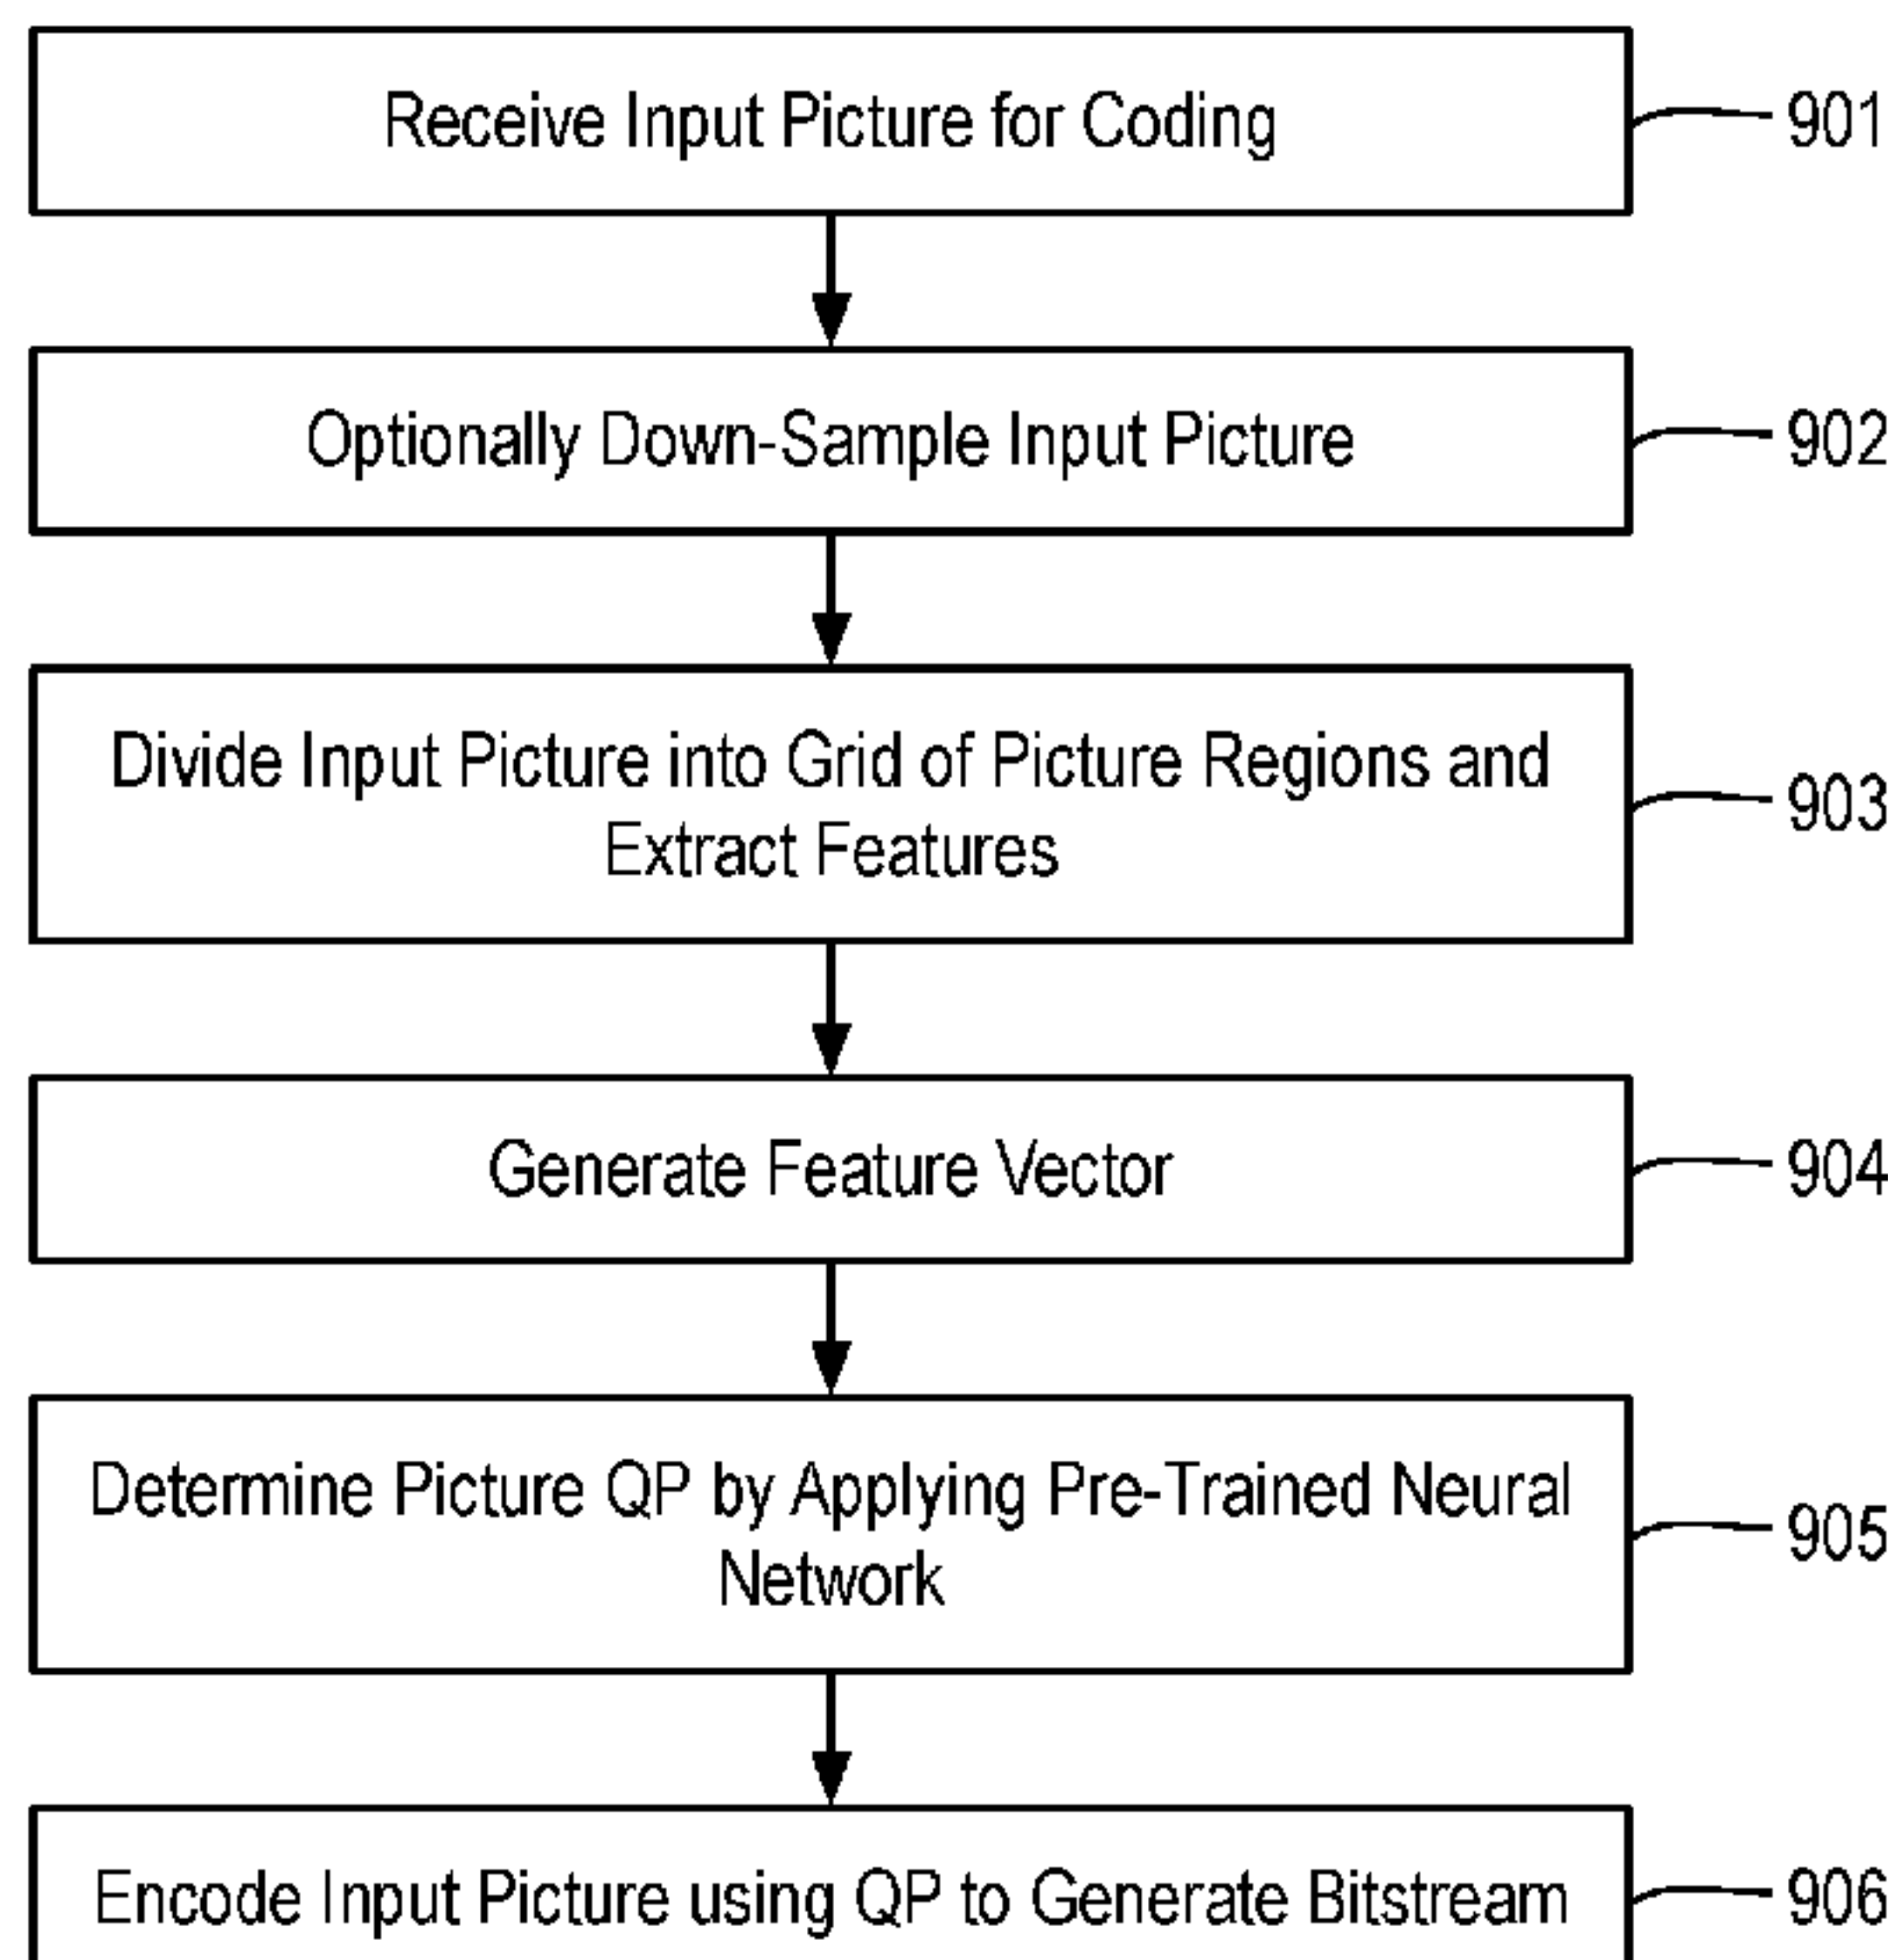 Receive Input Picture for Coding
901
Optionally Down-Sample Input Picture
902
Divide Input Picture into Grid of Picture Regions and
Extract Features
903
Generate Feature Vector
904
Determine Picture QP by Applying Pre-Trained Neural
Network
905
Encode Input Picture using QP to Generate Bitstream
906